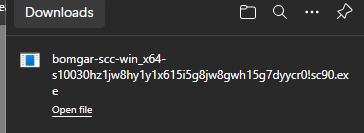 Downloads
bomgar-scc-win_x64-
s10030hz1jw8hy1y1x615i5g8jw8gwh15g7dyycr0!sc90.ex
e
Open file